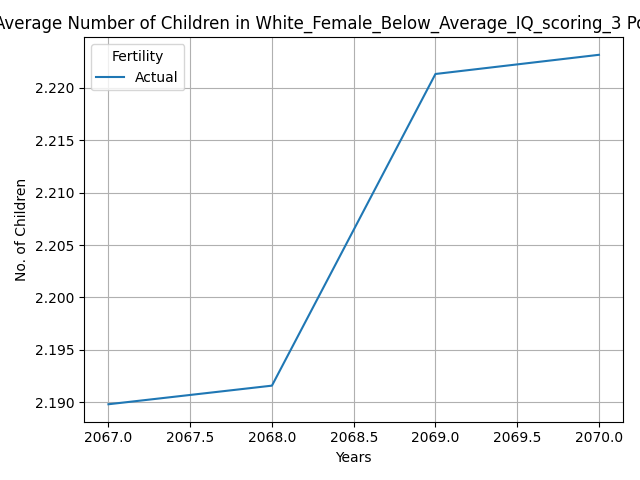 Average Number of Children in White_Female_Below_Average_IQ_scoring_3 Po
Fertility
Actual
2.220
2.215
2.210
2.205
2.200
2.195
2.190
No. of Children
2067.0 2067.5 2068.0 2068.5 2069.0 2069.5 2070.0
Years